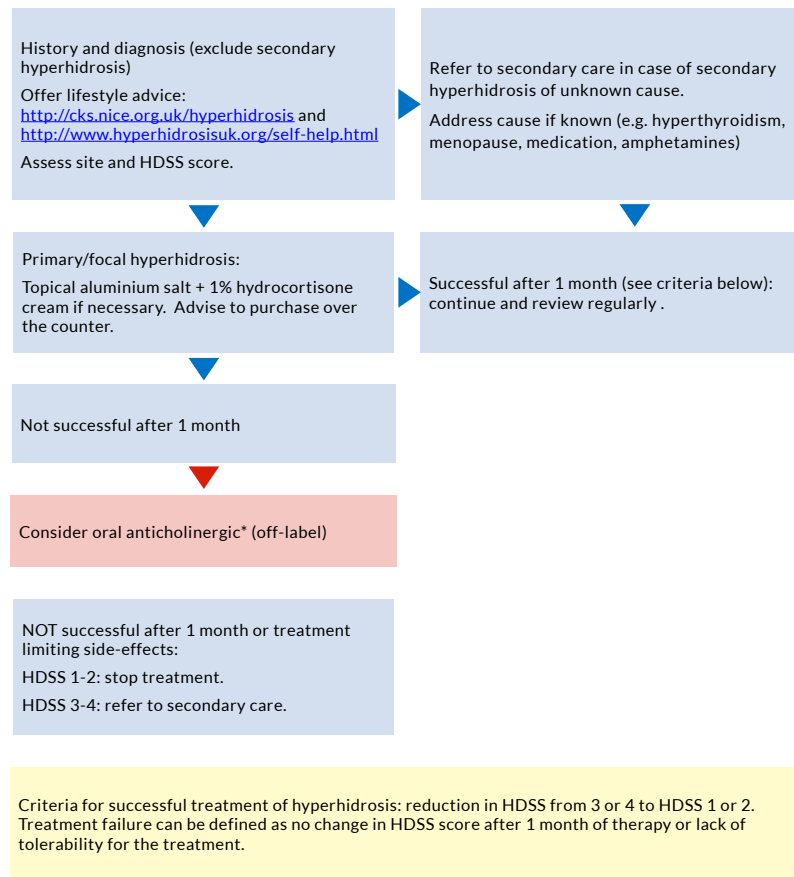 History and diagnosis (exclude secondary
hyperhidrosis)
Offer lifestyle advice:
http://cks.nice.org.uk/hyperhidrosis and
http://www.hyperhidrosisuk.org/self-help.html
Assess site and HDSS score.
Refer to secondary care in case of secondary
hyperhidrosis of unknown cause.
Address cause if known (e.g. hyperthyroidism,
menopause, medication, amphetamines)
Primary/focal hyperhidrosis:
Topical aluminium salt + 1% hydrocortisone
cream if necessary.  Advise to purchase over
the counter.
Successful after 1 month (see criteria below):
continue and review regularly .
Not successful after 1 month
Consider oral anticholinergic* (off-label)
NOT successful after 1 month or treatment
limiting side-effects:
HDSS 1-2: stop treatment.
HDSS 3-4: refer to secondary care.
Criteria for successful treatment of hyperhidrosis: reduction in HDSS from 3 or 4 to HDSS 1 or 2.
Treatment failure can be defined as no change in HDSS score after 1 month of therapy or lack of
tolerability for the treatment.